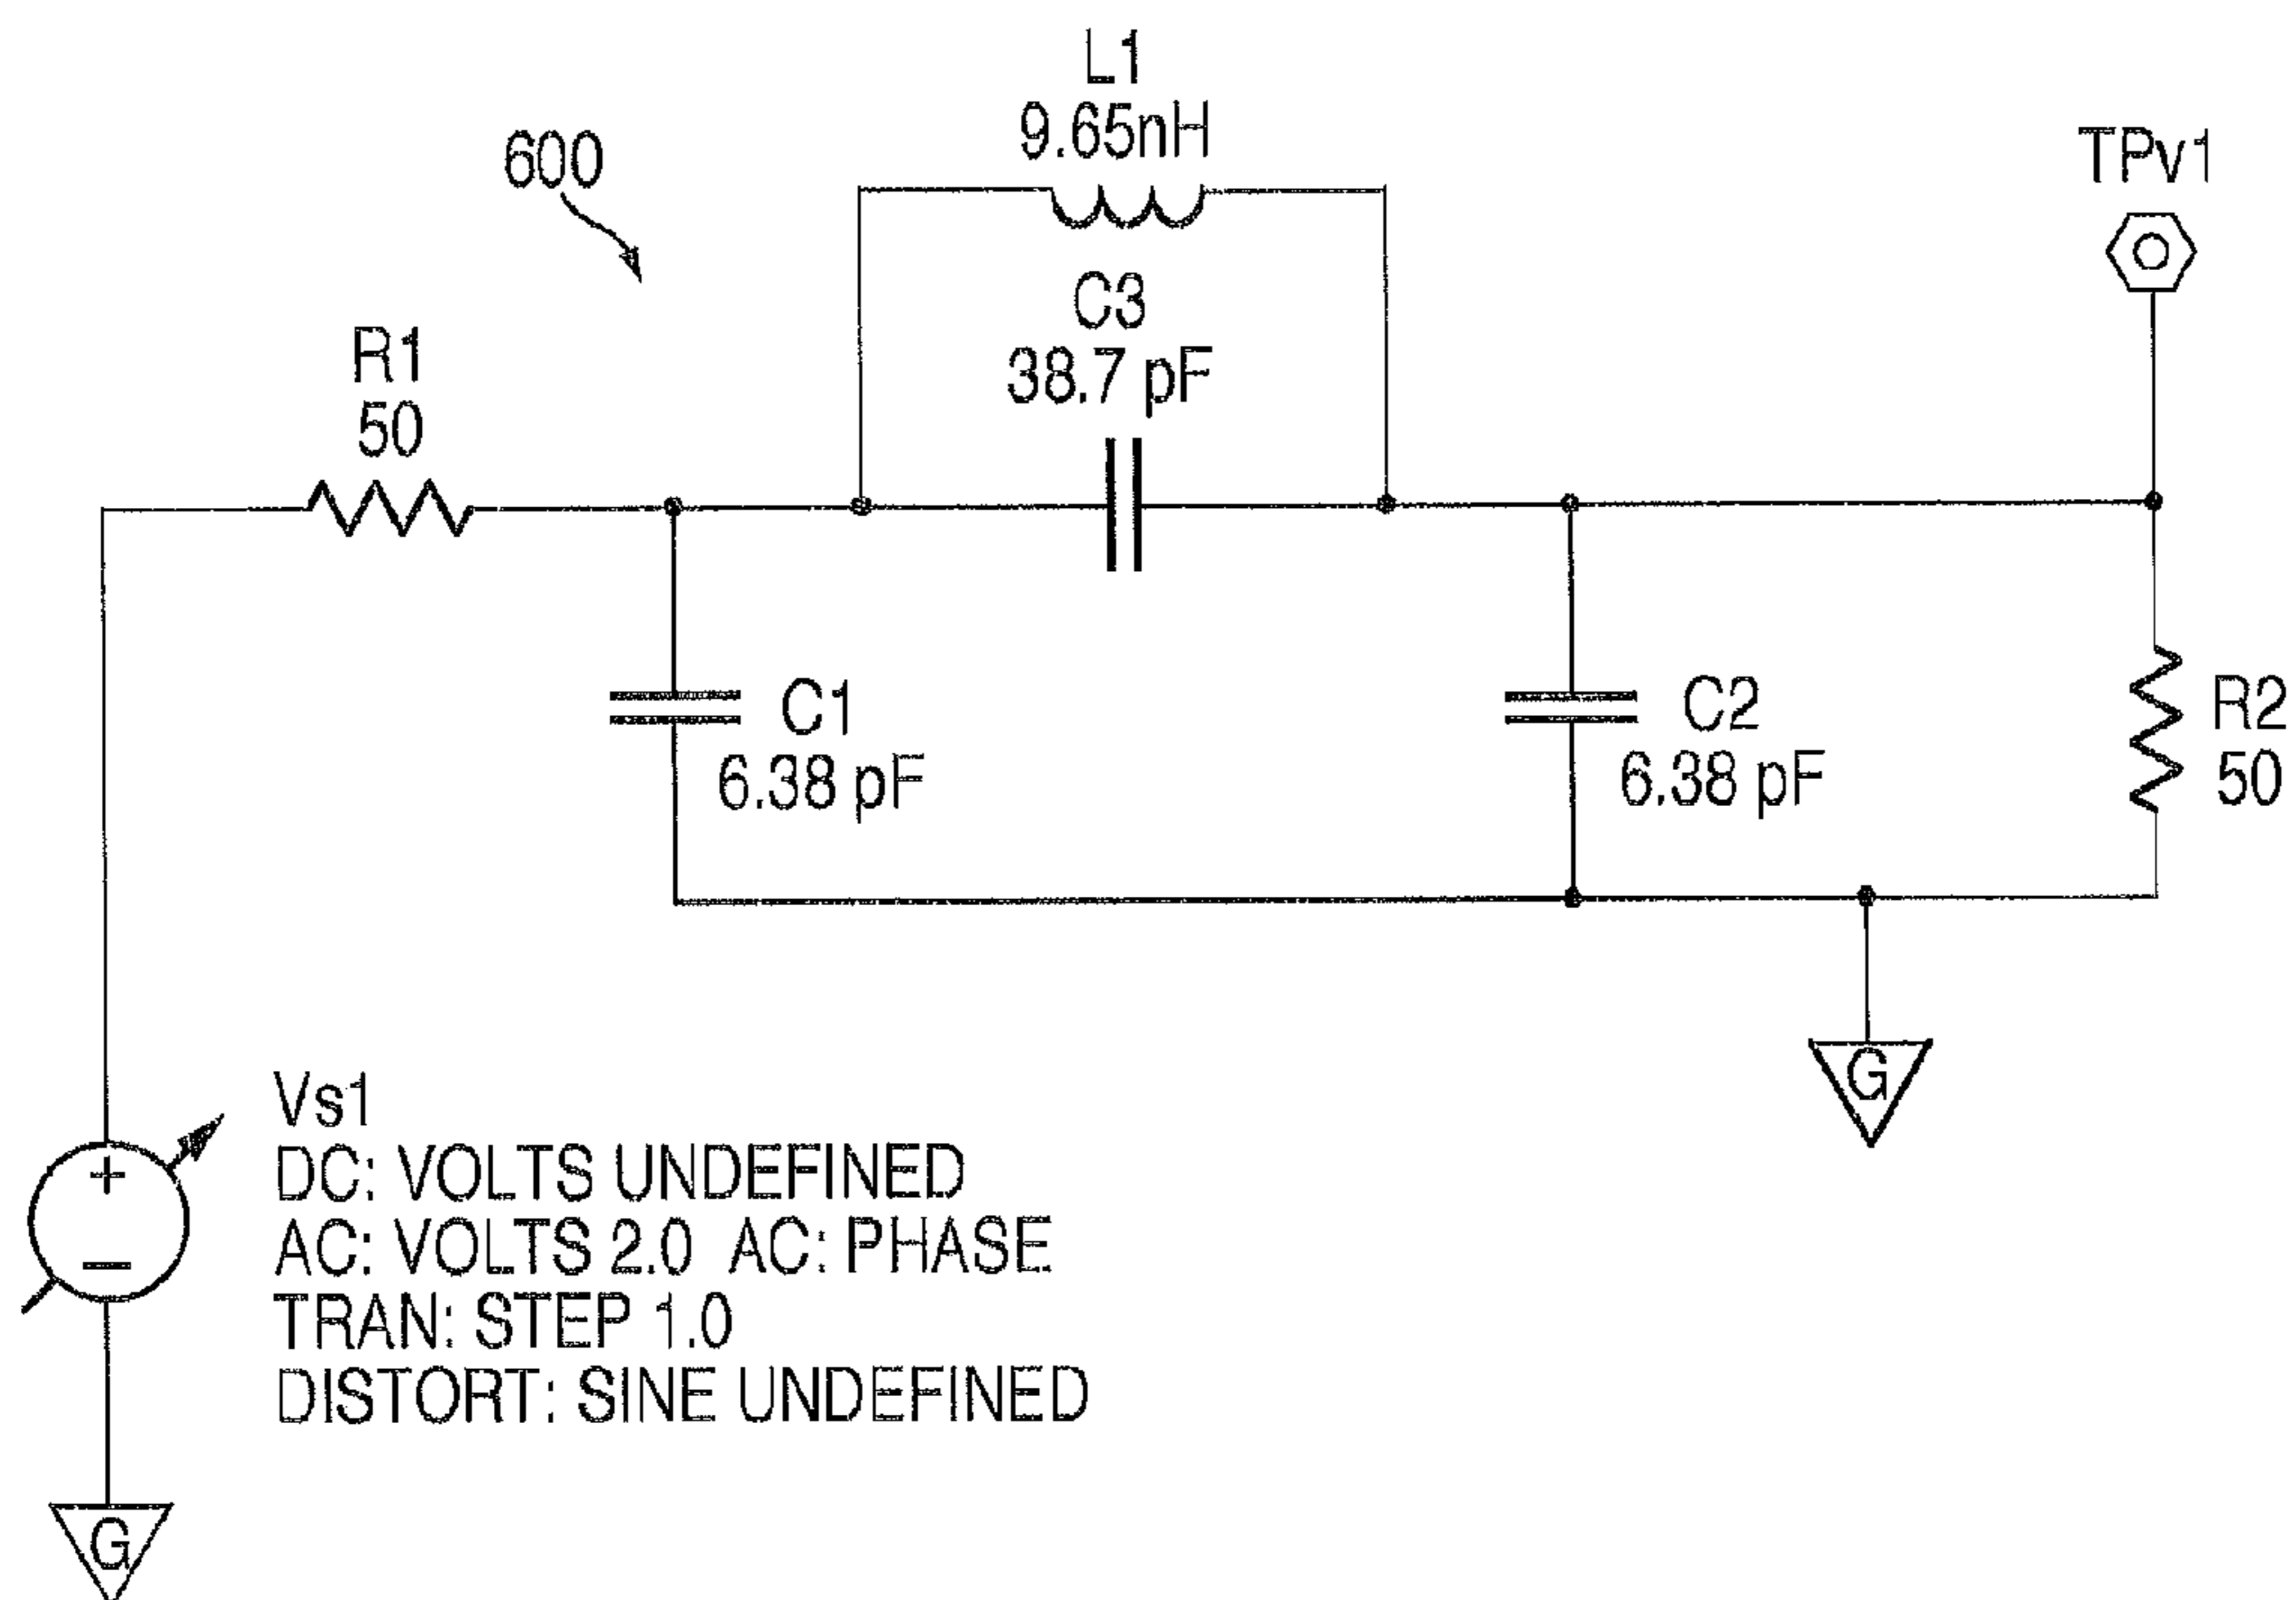 L1
9.65nH
600
TPv1
C3
38.7 pF
R1
50
C1
6.38 pF
C2
6.38 pF
R2
50
G
Vs1
DC: VOLTS UNDEFINED
AC: VOLTS 2.0 AC: PHASE
TRAN: STEP 1.0
DISTORT: SINE UNDEFINED
+
−
G